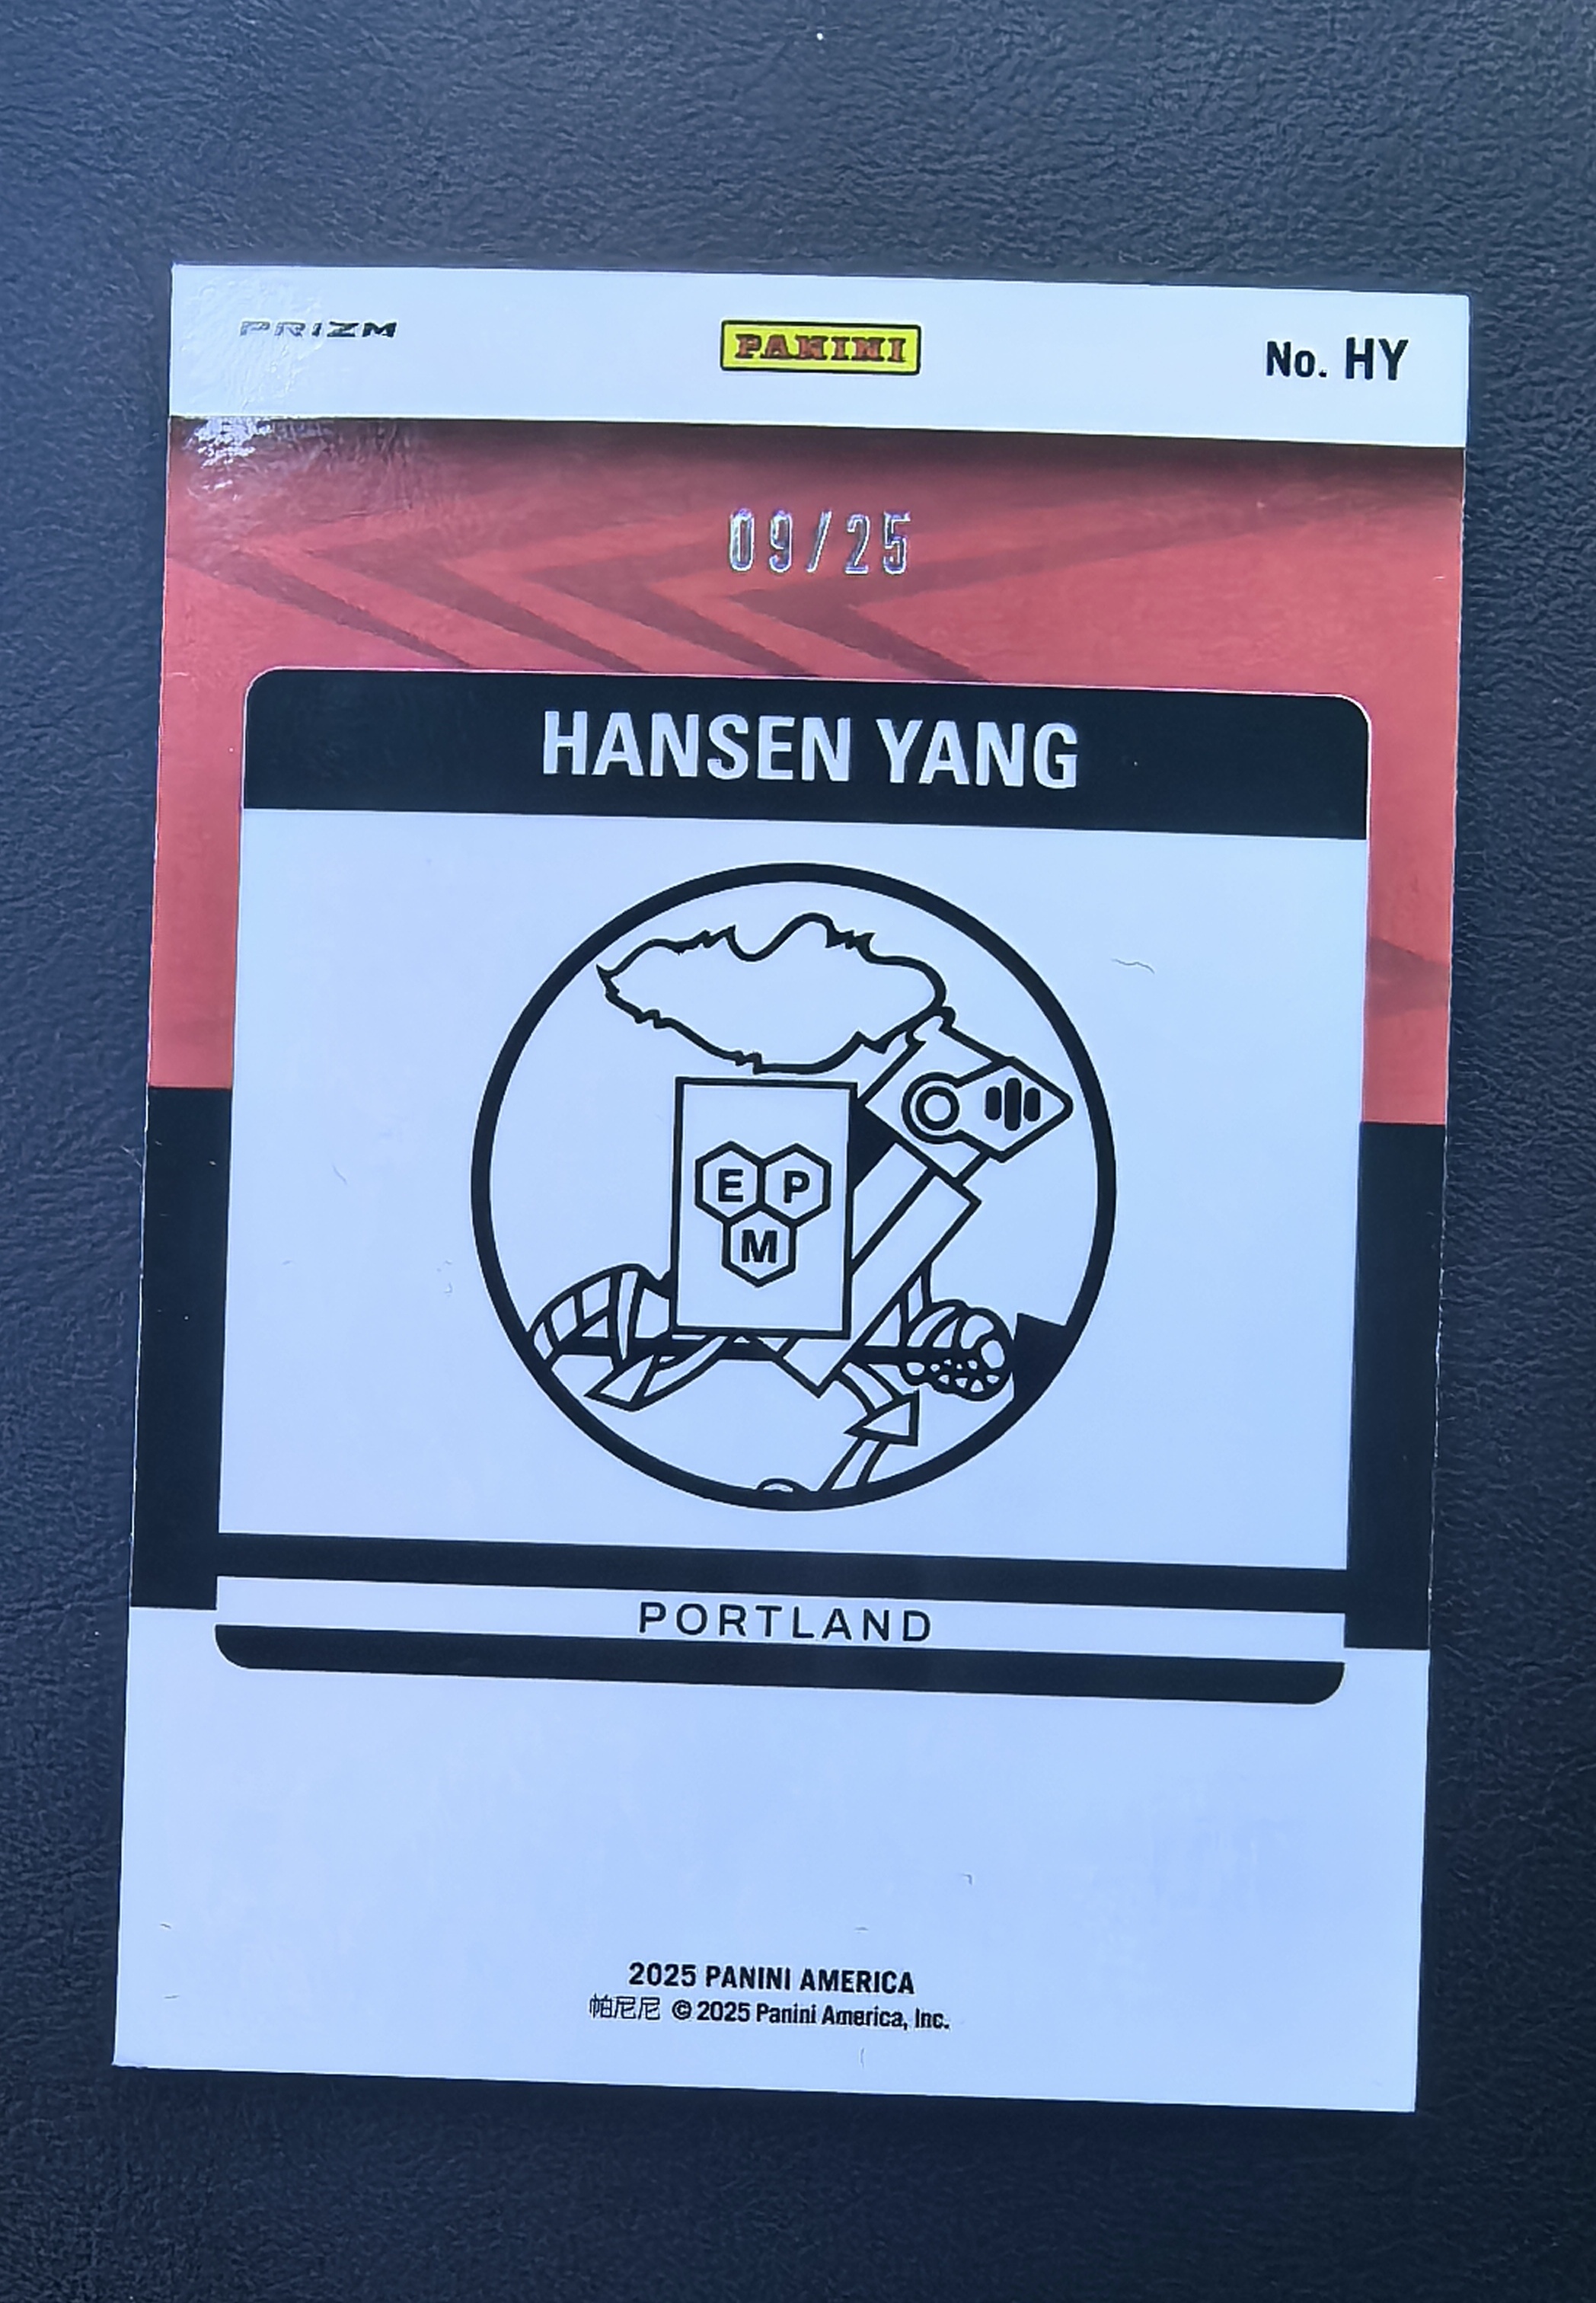 PRIZM
PANINI
No. HY
09/25
HANSEN YANG
E P
M
PORTLAND
2025 PANINI AMERICA
帕尼尼 © 2025 Panini America, Inc.